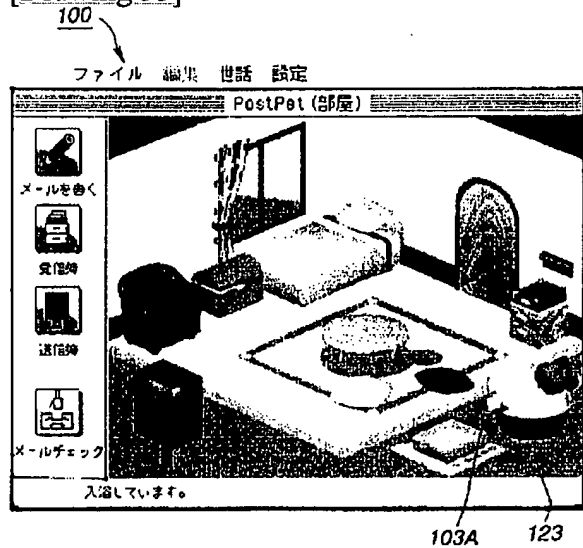 100
ファイル 編集 世話 設定
PostPet (部屋)
メールを書く
受信簿
送信簿
メールチェック
入浴しています。
103A
123